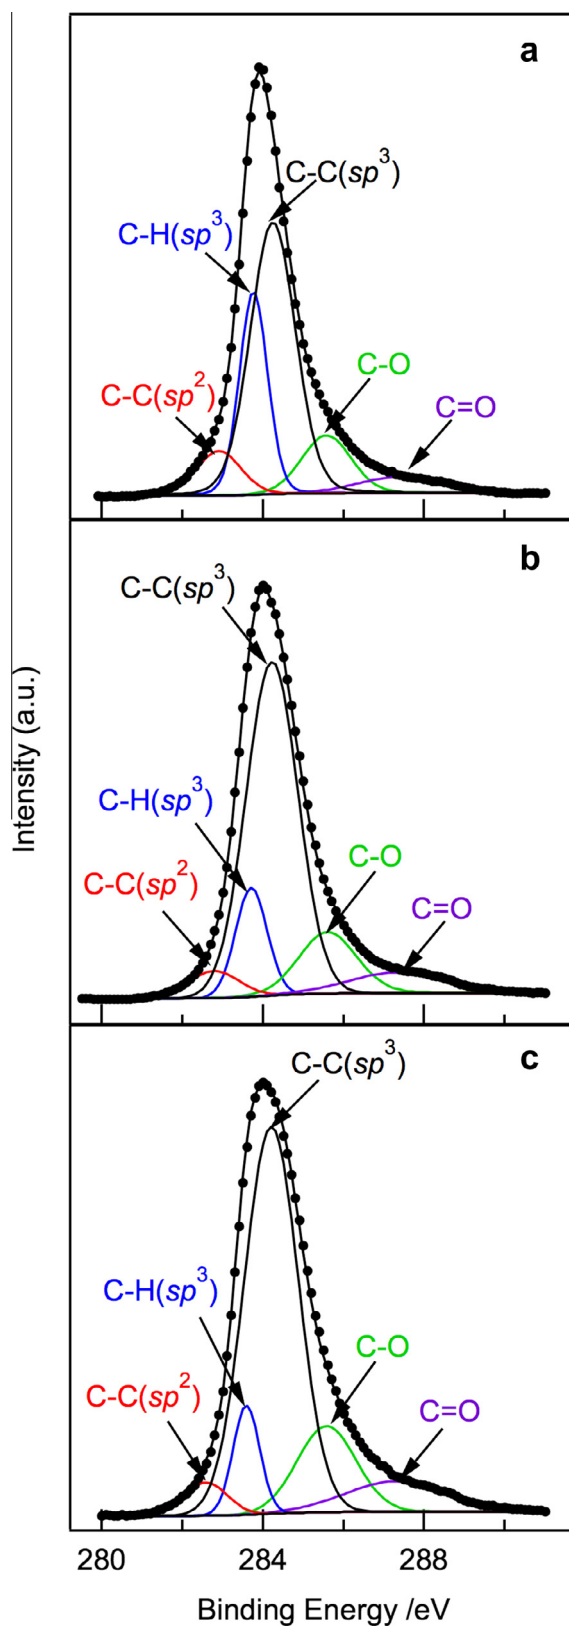 a
C-C(sp³)
C-H(sp³)
C-O
C-C(sp²)
C=O
b
C-C(sp³)
C-H(sp³)
C-O
C-C(sp²)
C=O
Intensity (a.u.)
c
C-C(sp³)
C-H(sp³)
C-O
C-C(sp²)
C=O
280 284 288
Binding Energy /eV